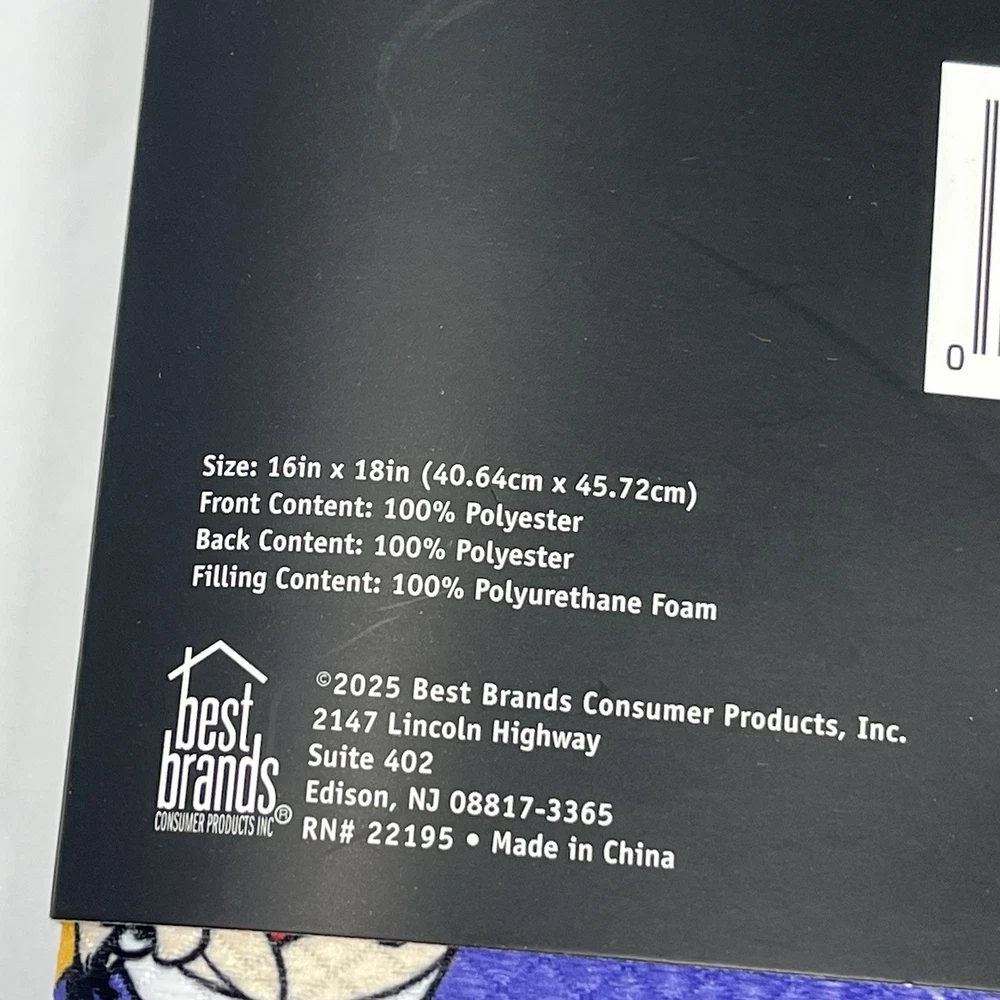 0
Size: 16in x 18in (40.64cm x 45.72cm)
Front Content: 100% Polyester
Back Content: 100% Polyester
Filling Content: 100% Polyurethane Foam
best
brands
CONSUMER PRODUCTS INC®
©2025 Best Brands Consumer Products, Inc.
2147 Lincoln Highway
Suite 402
Edison, NJ 08817-3365
RN# 22195 • Made in China